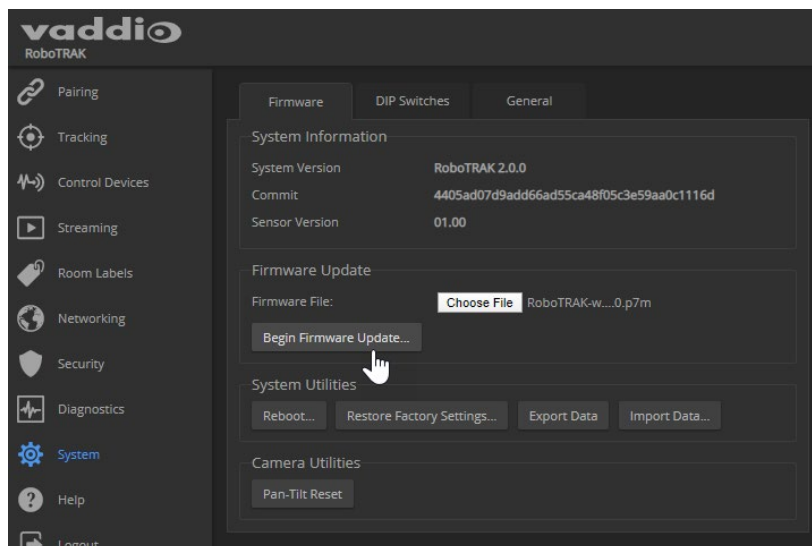 vaddio
RoboTRAK
Pairing
Tracking
Control Devices
Streaming
Room Labels
Networking
Security
Diagnostics
System
Help
Logout
Firmware DIP Switches General
System Information
System Version RoboTRAK 2.0.0
Commit 4405ad07d9add66ad55ca48f05c3e59aa0c1116d
Sensor Version 01.00
Firmware Update
Firmware File: Choose File RoboTRAK-w....0.p7m
Begin Firmware Update...
System Utilities
Reboot... Restore Factory Settings... Export Data Import Data...
Camera Utilities
Pan-Tilt Reset